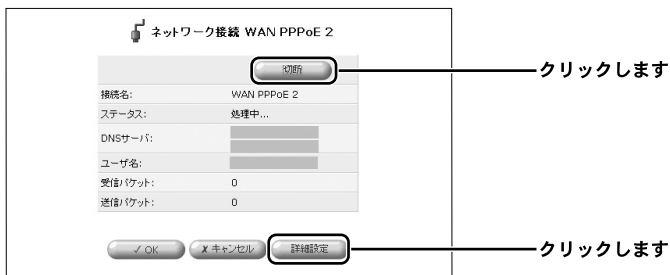 ネットワーク接続 WAN PPPoE 2
切断
クリックします
接続名: WAN PPPoE 2
ステータス: 処理中...
DNSサーバ:
ユーザ名:
受信パケット: 0
送信パケット: 0
✓ OK
✗ キャンセル
詳細設定
クリックします